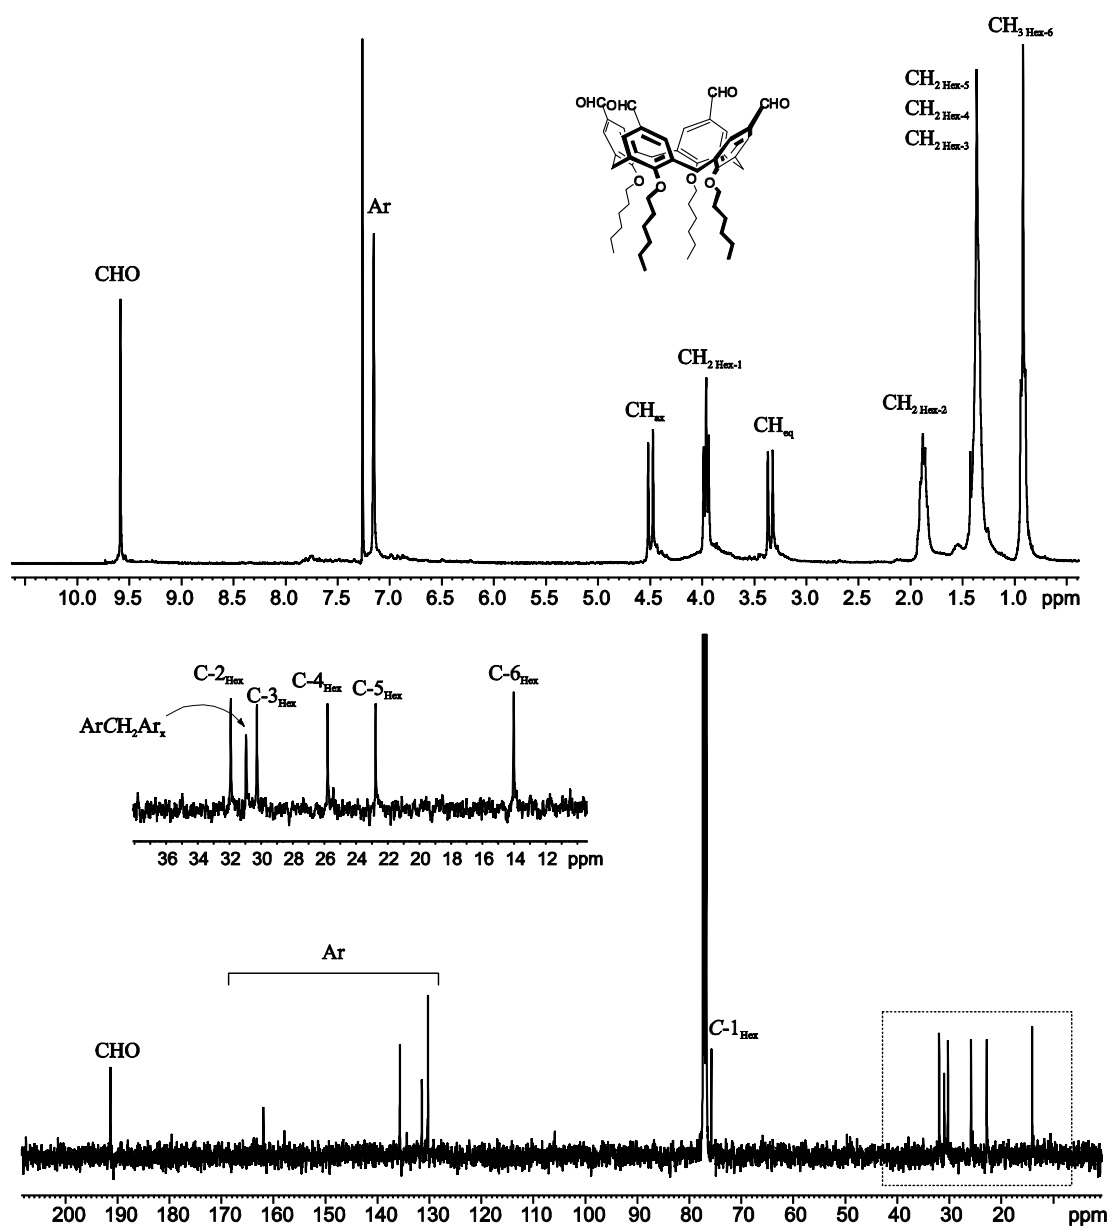 CH3 Hex-6
CH2 Hex-5
CH2 Hex-4
CH2 Hex-3
OHC
OHC
CHO
CHO
O
O
O
O
Ar
CHO
CH2 Hex-1
CHax
CHeq
CH2 Hex-2
10.0 9.5 9.0 8.5 8.0 7.5 7.0 6.5 6.0 5.5 5.0 4.5 4.0 3.5 3.0 2.5 2.0 1.5 1.0 ppm
C-2Hex
C-3Hex
C-4Hex
C-5Hex
C-6Hex
ArCH2Arx
36 34 32 30 28 26 24 22 20 18 16 14 12 ppm
Ar
CHO
C-1Hex
200 190 180 170 160 150 140 130 120 110 100 90 80 70 60 50 40 30 20 ppm